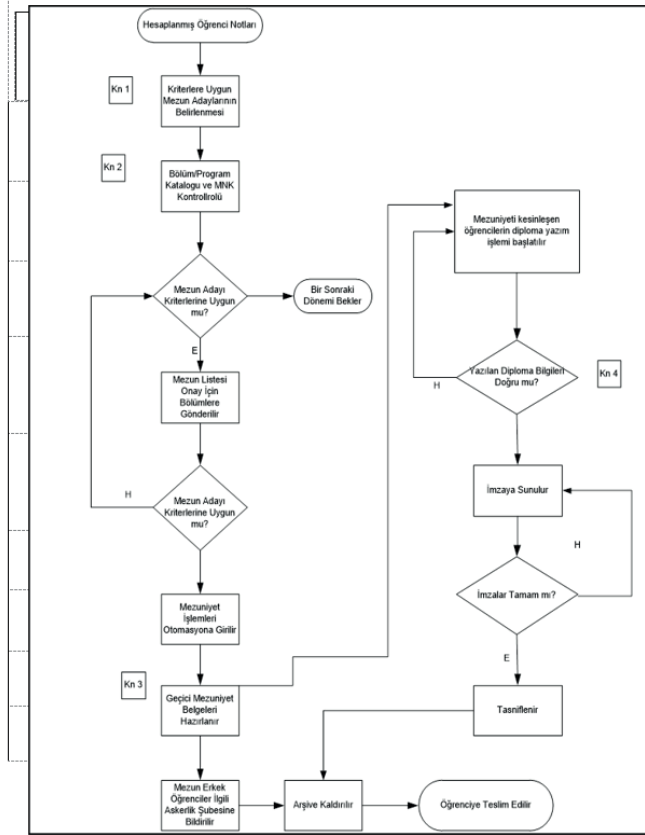 Hesaplanmış Öğrenci Notları
Kn 1
Kriterlere Uygun
Mezun Adaylarının
Belirlenmesi
Kn 2
Bölüm/Program
Katalogu ve MNK
Kontrollolü
Mezun Adayı
Kriterlerine Uygun
mu?
Bir Sonraki
Dönemi Bekler
E
Mezun Listesi
Onay İçin
Bölümlere
Gönderilir
H
Mezun Adayı
Kriterlerine Uygun
mu?
Mezuniyet
İşlemleri
Otomasyona Girilir
Kn 3
Geçici Mezuniyet
Belgeleri
Hazırlanır
Mezun Erkek
Öğrenciler İlgili
Askerlik Şubesine
Bildirilir
Mezuniyeti kesinleşen
öğrencilerin diploma yazım
işlemi başlatılır
Yazılan Diploma Bilgileri
Doğru mu?
H
Kn 4
İmzaya Sunulur
H
İmzalar Tamam mı?
E
Tasniflenir
Arşive Kaldırılır
Öğrenciye Teslim Edilir